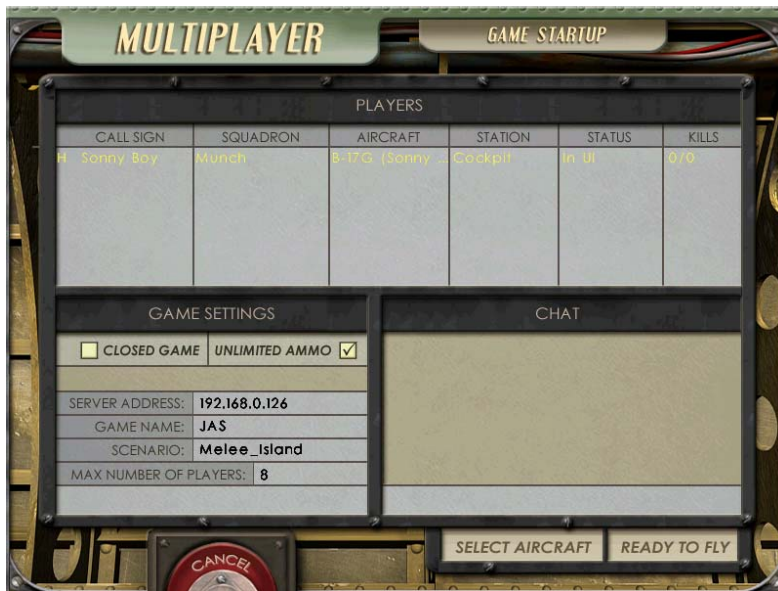 MULTIPLAYER
GAME STARTUP
PLAYERS
CALL SIGN SQUADRON AIRCRAFT STATION STATUS KILLS
H Sonny Boy Munch B-17G (Sonny ... Cockpit In UI 0/0
GAME SETTINGS
CLOSED GAME UNLIMITED AMMO
SERVER ADDRESS: 192.168.0.126
GAME NAME: JAS
SCENARIO: Melee_Island
MAX NUMBER OF PLAYERS: 8
CHAT
CANCEL
SELECT AIRCRAFT READY TO FLY